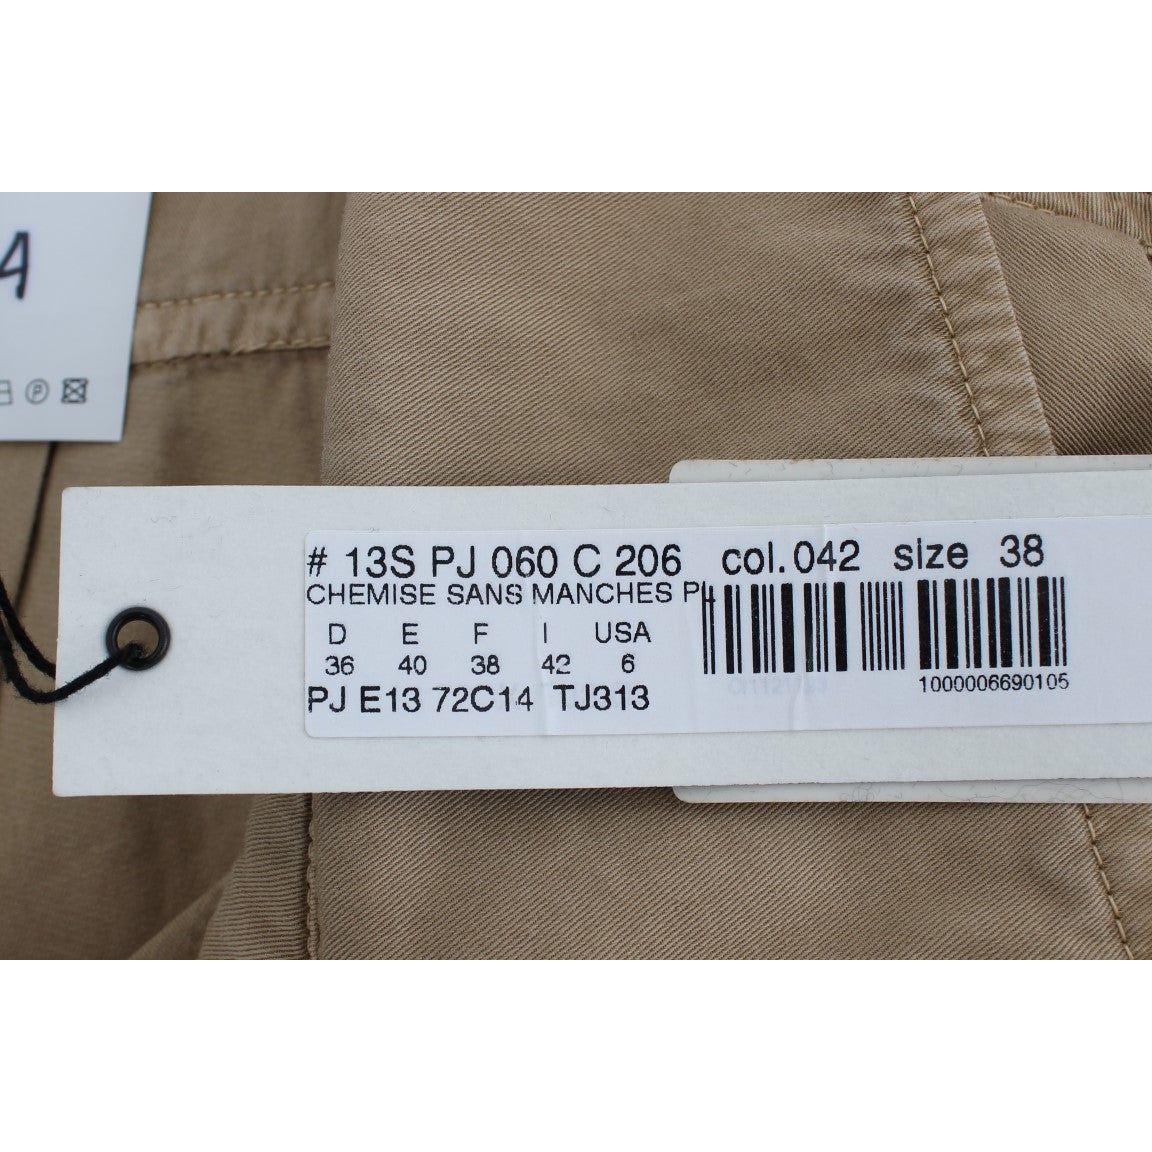 A
P
# 13S PJ 060 C 206 col.042 size 38
CHEMISE SANS MANCHES
D E F I USA
36 40 38 42 6
PJ E13 72C14 TJ313
1000006690105